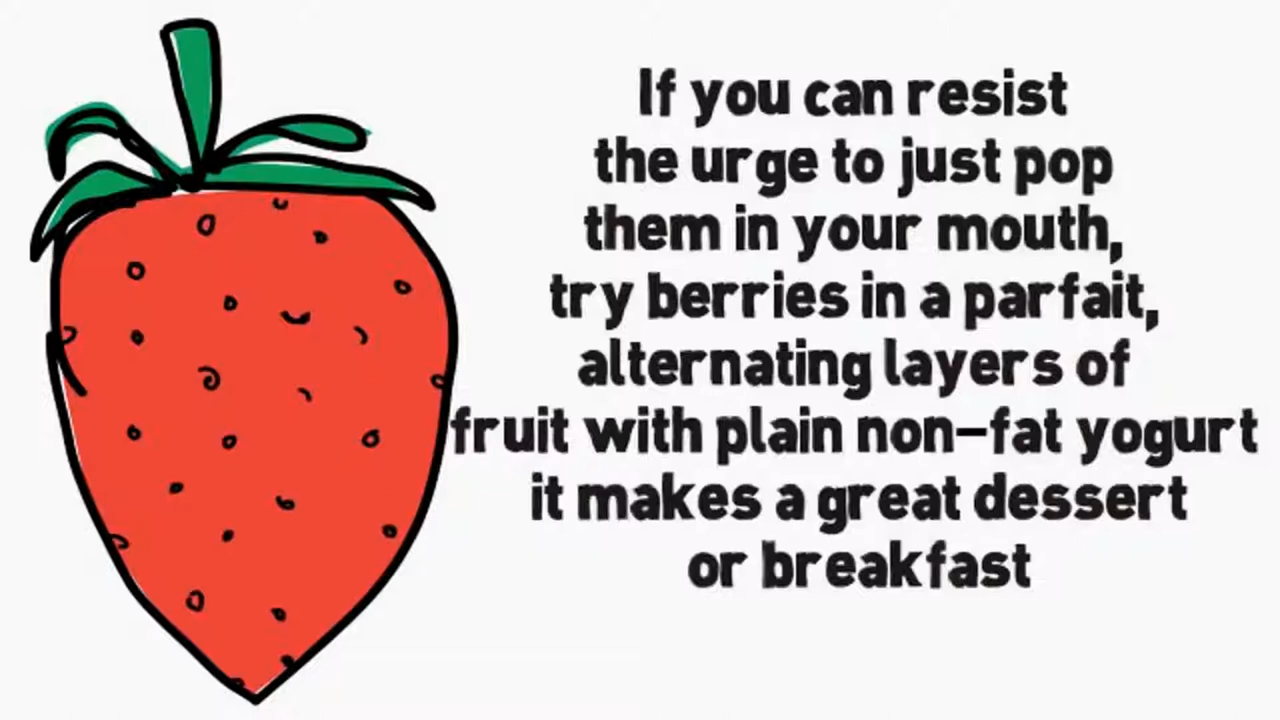 If you can resist
the urge to just pop
them in your mouth,
try berries in a parfait,
alternating layers of
fruit with plain non-fat yogurt
it makes a great dessert
or breakfast